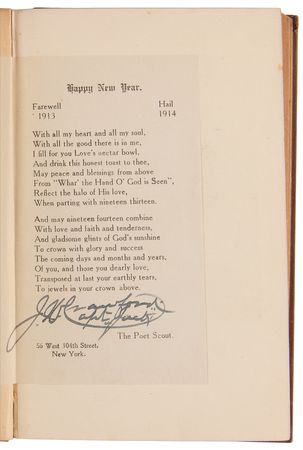 Happy New Year.
Farewell Hail
1913 1914
With all my heart and all my soul,
With all the good there is in me,
I fill for you Love's nectar bowl,
And drink this honest toast to thee,
May peace and blessings from above
From "Whar' the Hand O' God is Seen",
Reflect the halo of His love,
When parting with nineteen thirteen.
And may nineteen fourteen combine
With love and faith and tenderness,
And gladsome glints of God's sunshine
To crown with glory and success
The coming days and months and years,
Of you, and those you dearly love,
Transposed at last your earthly tears,
To jewels in your crown above.
J.W. Crawford
Capt Jack
The Poet Scout.
56 West 104th Street,
New York.